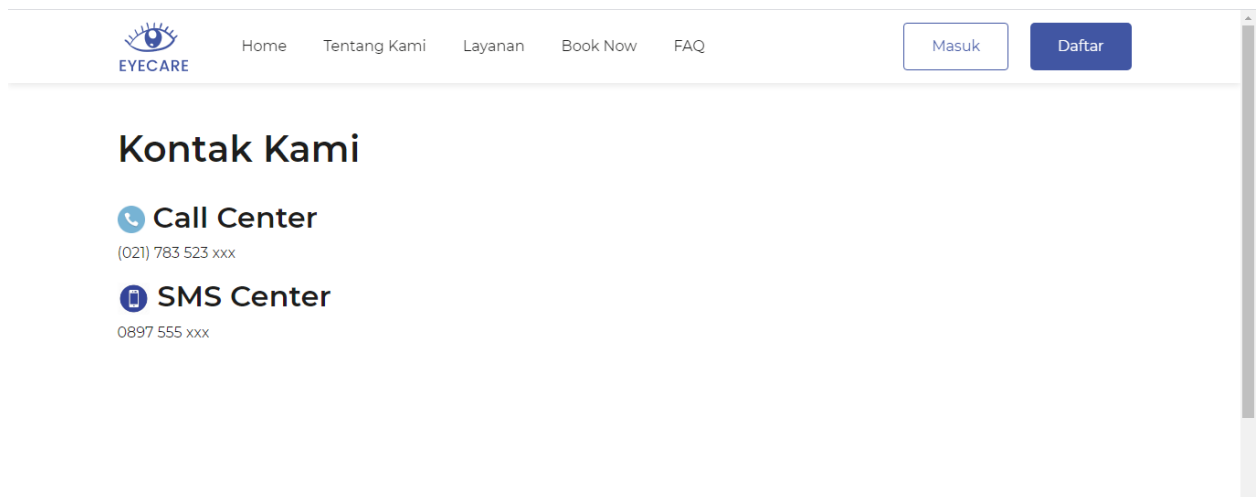 EYECARE
Home Tentang Kami Layanan Book Now FAQ Masuk Daftar
Kontak Kami
Call Center
(021) 783 523 xxx
SMS Center
0897 555 xxx